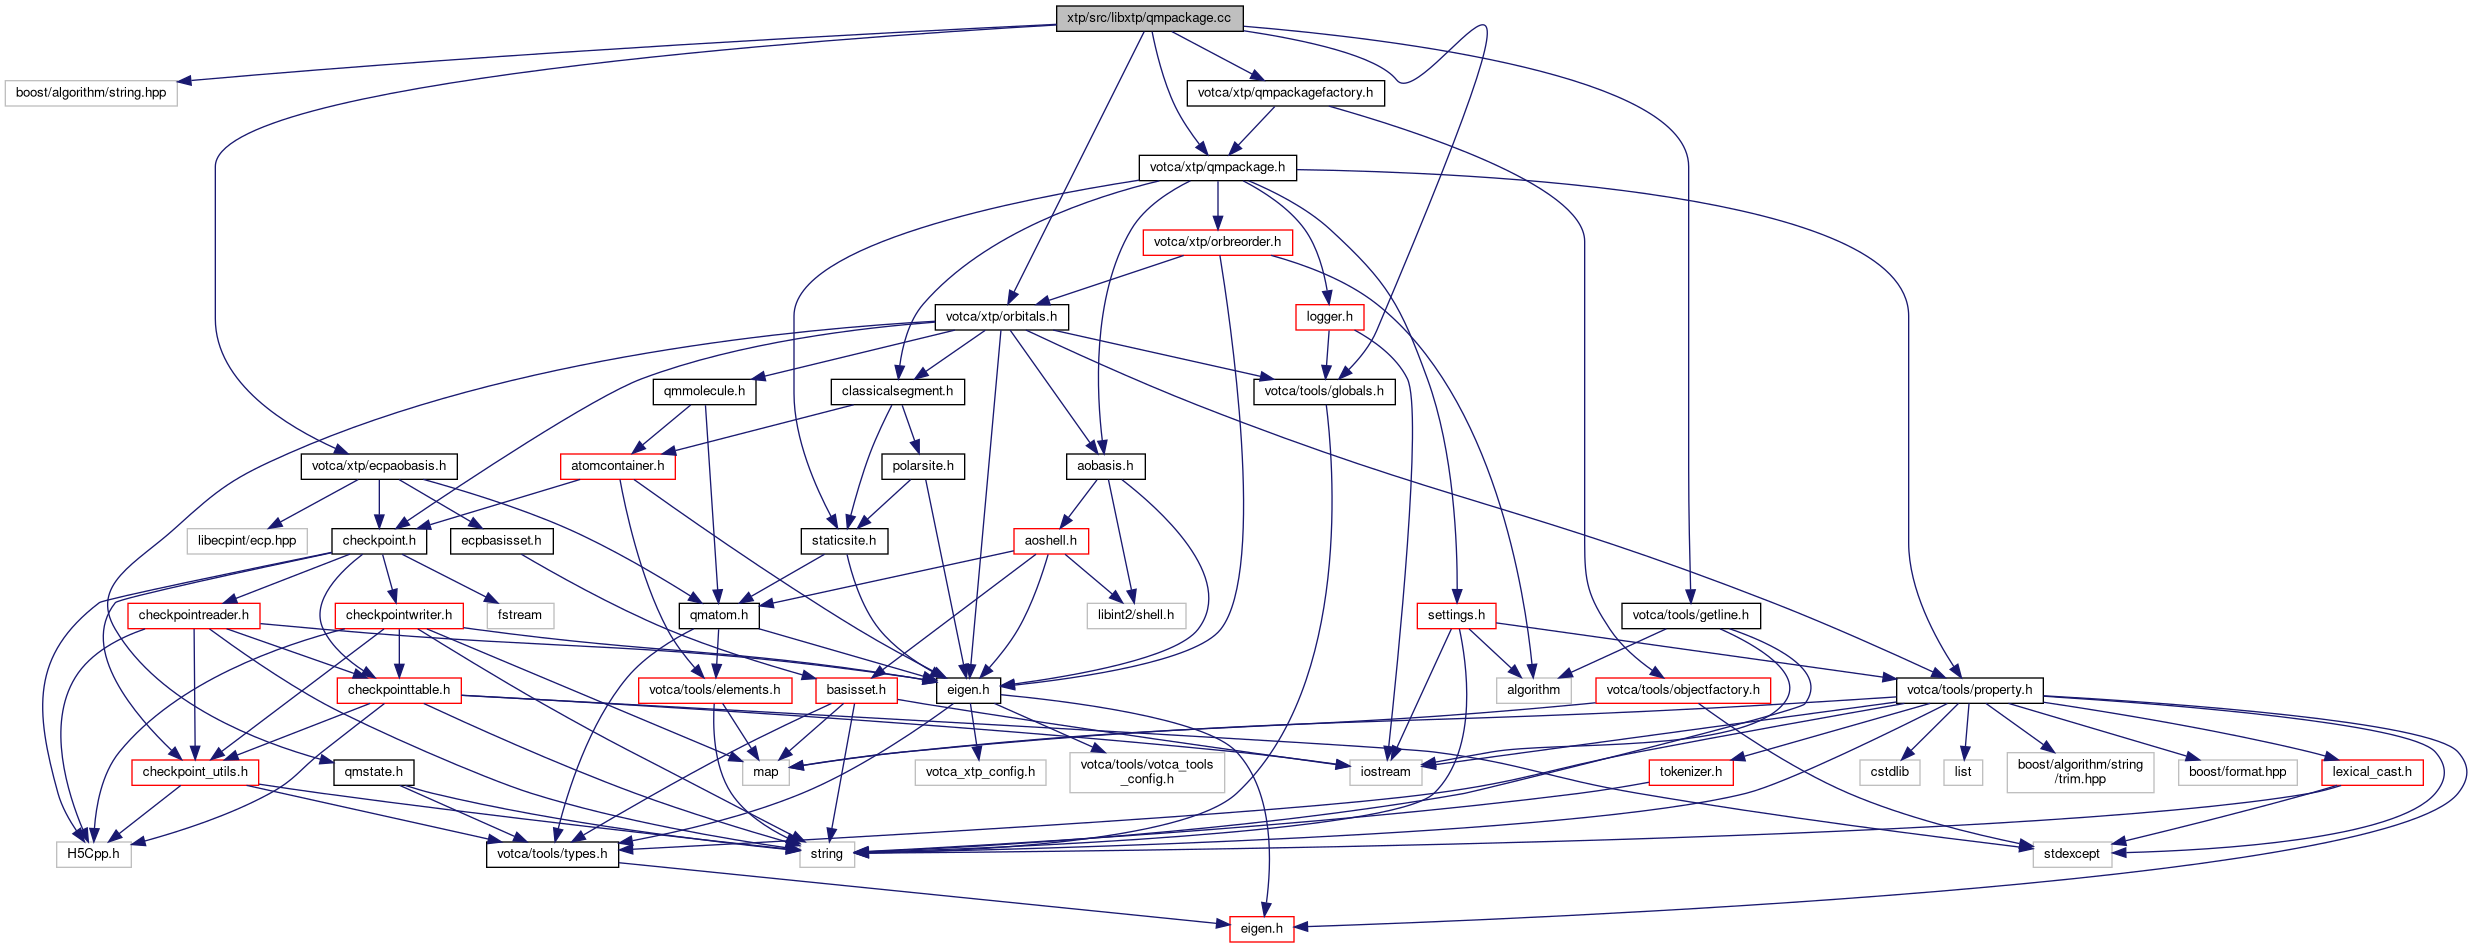 xtp/src/libxtp/qmpackage.cc
boost/algorithm/string.hpp
votca/xtp/qmpackagefactory.h
votca/xtp/qmpackage.h
votca/xtp/orbreorder.h
votca/xtp/orbitals.h
logger.h
qmmolecule.h
classicalsegment.h
votca/tools/globals.h
votca/xtp/ecpaobasis.h
atomcontainer.h
polarsite.h
aobasis.h
libecpint/ecp.hpp
checkpoint.h
ecpbasisset.h
staticsite.h
aoshell.h
checkpointreader.h
checkpointwriter.h
fstream
qmatom.h
libint2/shell.h
settings.h
votca/tools/getline.h
checkpointtable.h
votca/tools/elements.h
basisset.h
eigen.h
algorithm
votca/tools/objectfactory.h
votca/tools/property.h
checkpoint_utils.h
qmstate.h
map
votca_xtp_config.h
votca/tools/votca_tools
_config.h
iostream
tokenizer.h
cstdlib
list
boost/algorithm/string
/trim.hpp
boost/format.hpp
lexical_cast.h
H5Cpp.h
votca/tools/types.h
string
stdexcept
eigen.h